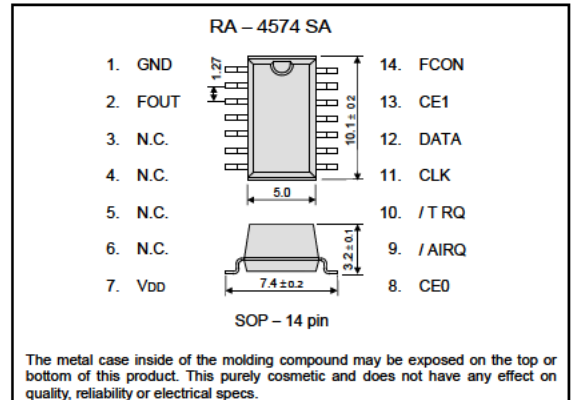 RA – 4574 SA
1. GND
2. FOUT
3. N.C.
4. N.C.
5. N.C.
6. N.C.
7. VDD
1.27
10.1 ± 0.2
5.0
3.2 ± 0.1
7.4 ± 0.2
14. FCON
13. CE1
12. DATA
11. CLK
10. / T RQ
9. / AIRQ
8. CE0
SOP – 14 pin
The metal case inside of the molding compound may be exposed on the top or
bottom of this product. This purely cosmetic and does not have any effect on
quality, reliability or electrical specs.